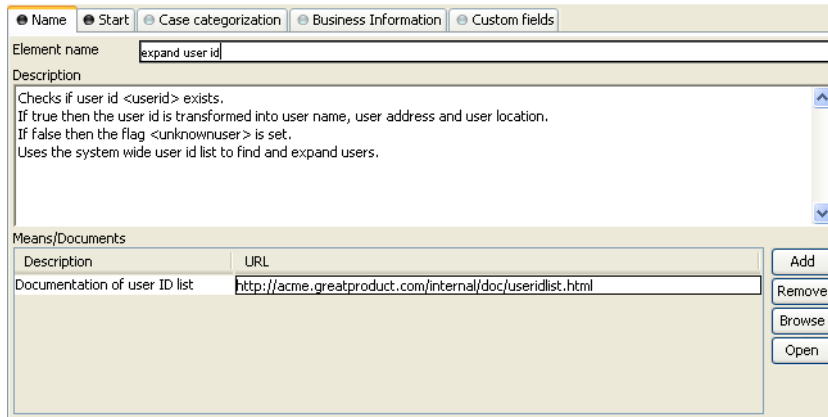 Name Start Case categorization Business Information Custom fields
Element name expand user id
Description
Checks if user id <userid> exists.
If true then the user id is transformed into user name, user address and user location.
If false then the flag <unknownuser> is set.
Uses the system wide user id list to find and expand users.
Means/Documents
Description URL Add
Documentation of user ID list http://acme.greatproduct.com/internal/doc/useridlist.html Remove
Browse
Open